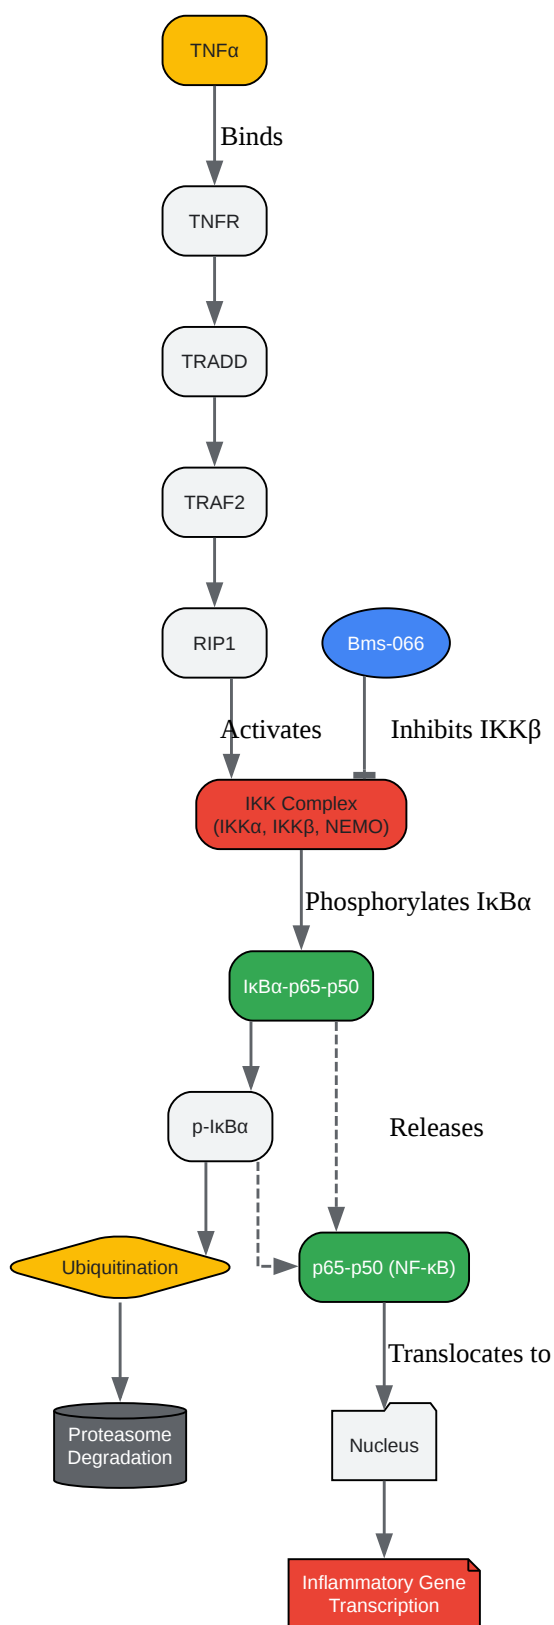 TNFα
Binds
TNFR
TRADD
TRAF2
RIP1
Bms-066
Activates
Inhibits IKKβ
IKK Complex
(IKKα, IKKβ, NEMO)
Phosphorylates IκBα
IκBα-p65-p50
p-IκBα
Releases
Ubiquitination
p65-p50 (NF-κB)
Translocates to
Proteasome
Degradation
Nucleus
Inflammatory Gene
Transcription